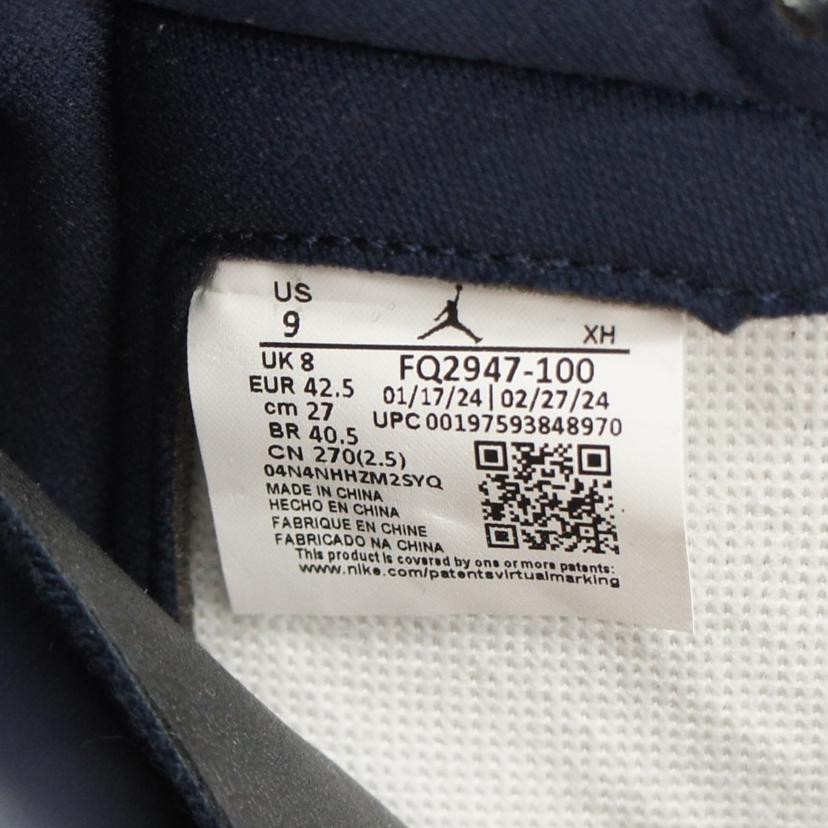 US
9
XH
UK 8
EUR 42.5
cm 27
BR 40.5
CN 270(2.5)
FQ2947-100
01/17/24 | 02/27/24
UPC 00197593848970
04N4NHHZM2SYQ
MADE IN CHINA
HECHO EN CHINA
FABRIQUE EN CHINE
FABRICADO NA CHINA
This product is covered by one or more patents:
www.nike.com/patentsvirtualmarking